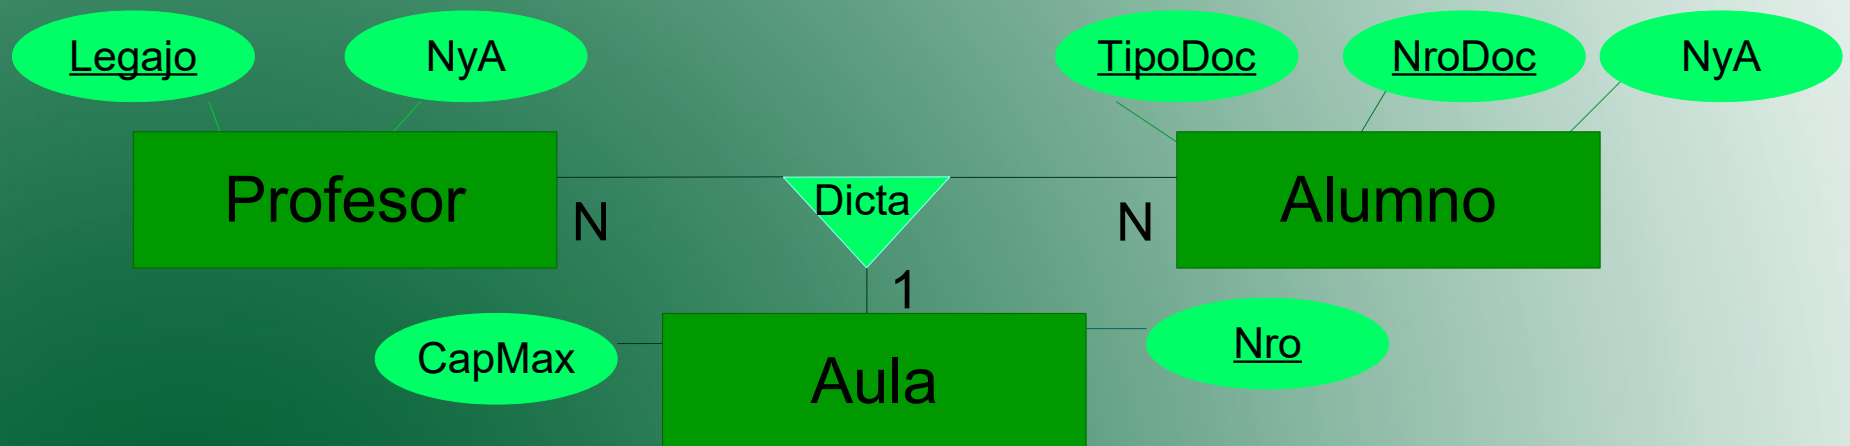 Legajo
NyA
TipoDoc
NroDoc
NyA
Profesor
Dicta
Alumno
N
N
1
CapMax
Aula
Nro